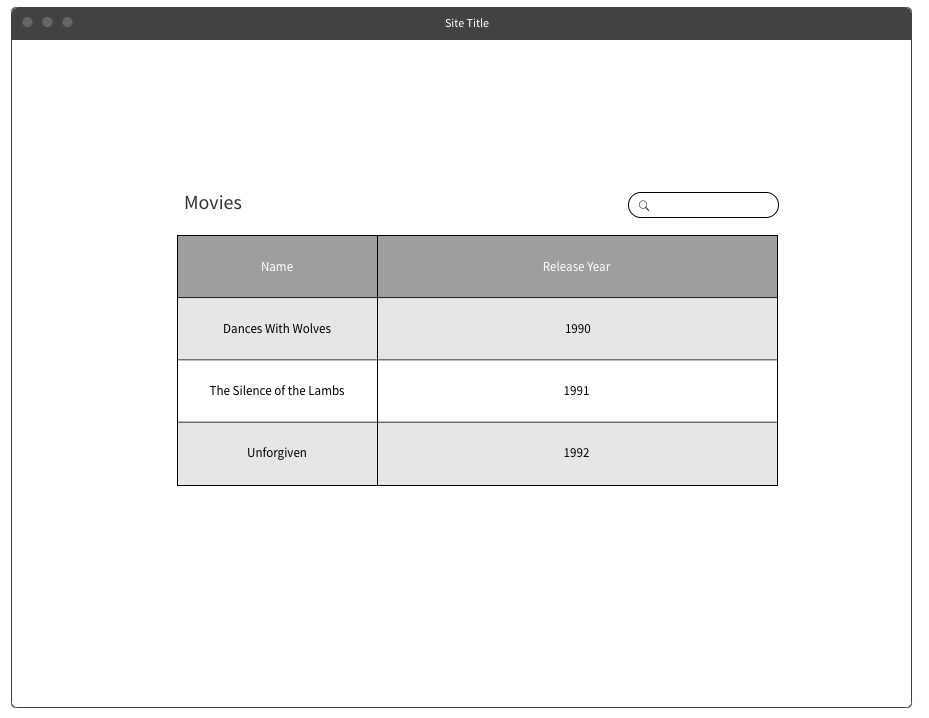 Site Title
Movies
Name Release Year
Dances With Wolves 1990
The Silence of the Lambs 1991
Unforgiven 1992